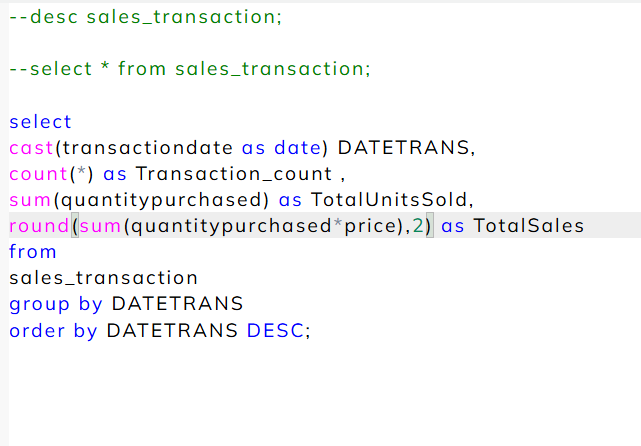 --desc sales_transaction;
--select * from sales_transaction;
select
cast(transactiondate as date) DATETRANS,
count(*) as Transaction_count ,
sum(quantitypurchased) as TotalUnitsSold,
round(sum(quantitypurchased*price),2) as TotalSales
from
sales_transaction
group by DATETRANS
order by DATETRANS DESC;